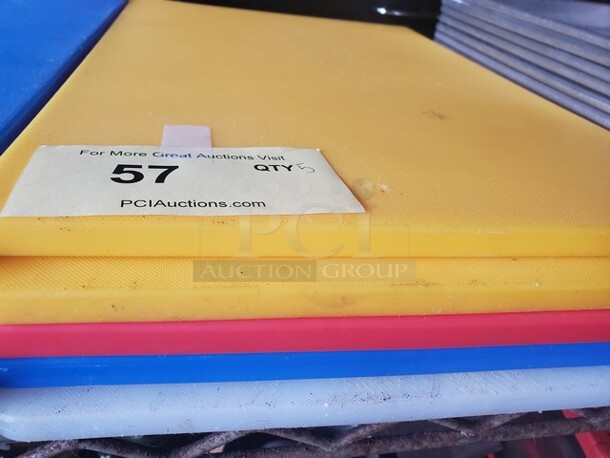 For More Great Auctions Visit
57 QTY 5
PCIAuctions.com
PCI
AUCTION GROUP